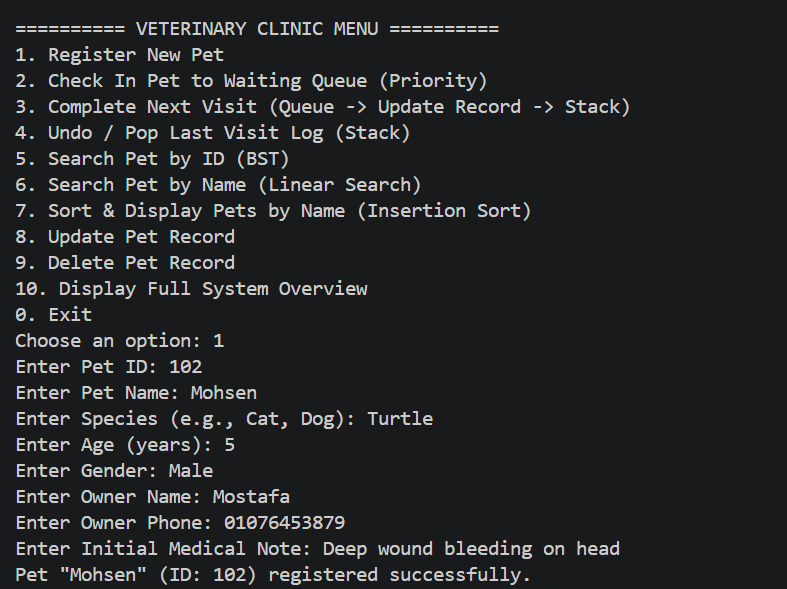 ========== VETERINARY CLINIC MENU ==========
1. Register New Pet
2. Check In Pet to Waiting Queue (Priority)
3. Complete Next Visit (Queue -> Update Record -> Stack)
4. Undo / Pop Last Visit Log (Stack)
5. Search Pet by ID (BST)
6. Search Pet by Name (Linear Search)
7. Sort & Display Pets by Name (Insertion Sort)
8. Update Pet Record
9. Delete Pet Record
10. Display Full System Overview
0. Exit
Choose an option: 1
Enter Pet ID: 102
Enter Pet Name: Mohsen
Enter Species (e.g., Cat, Dog): Turtle
Enter Age (years): 5
Enter Gender: Male
Enter Owner Name: Mostafa
Enter Owner Phone: 01076453879
Enter Initial Medical Note: Deep wound bleeding on head
Pet "Mohsen" (ID: 102) registered successfully.